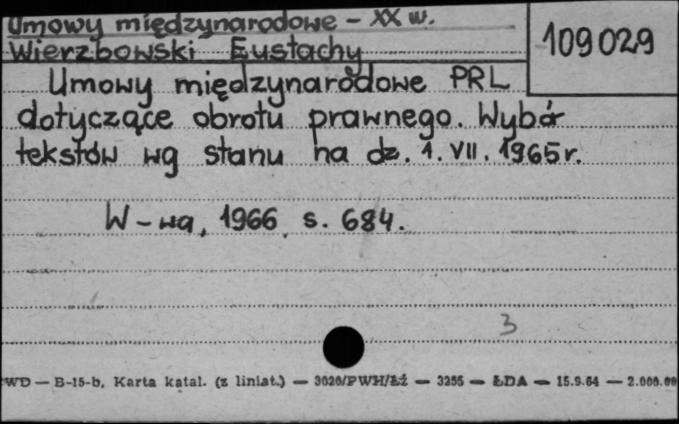 Umowy międzynarodowe - XX w.
109029
Wierzbowski Eustachy
Umowy międzynarodowe PRL
dotyczące obrotu prawnego. Wybór
tekstów wg stanu na dz. 1. VII. 1965 r.
W-wa, 1966, s. 684.
3
WD — B-15-b. Karta katal. (z liniat.) — 3020/PWH/Łź — 3255 — ŁDA — 15.9.64 — 2.000.00